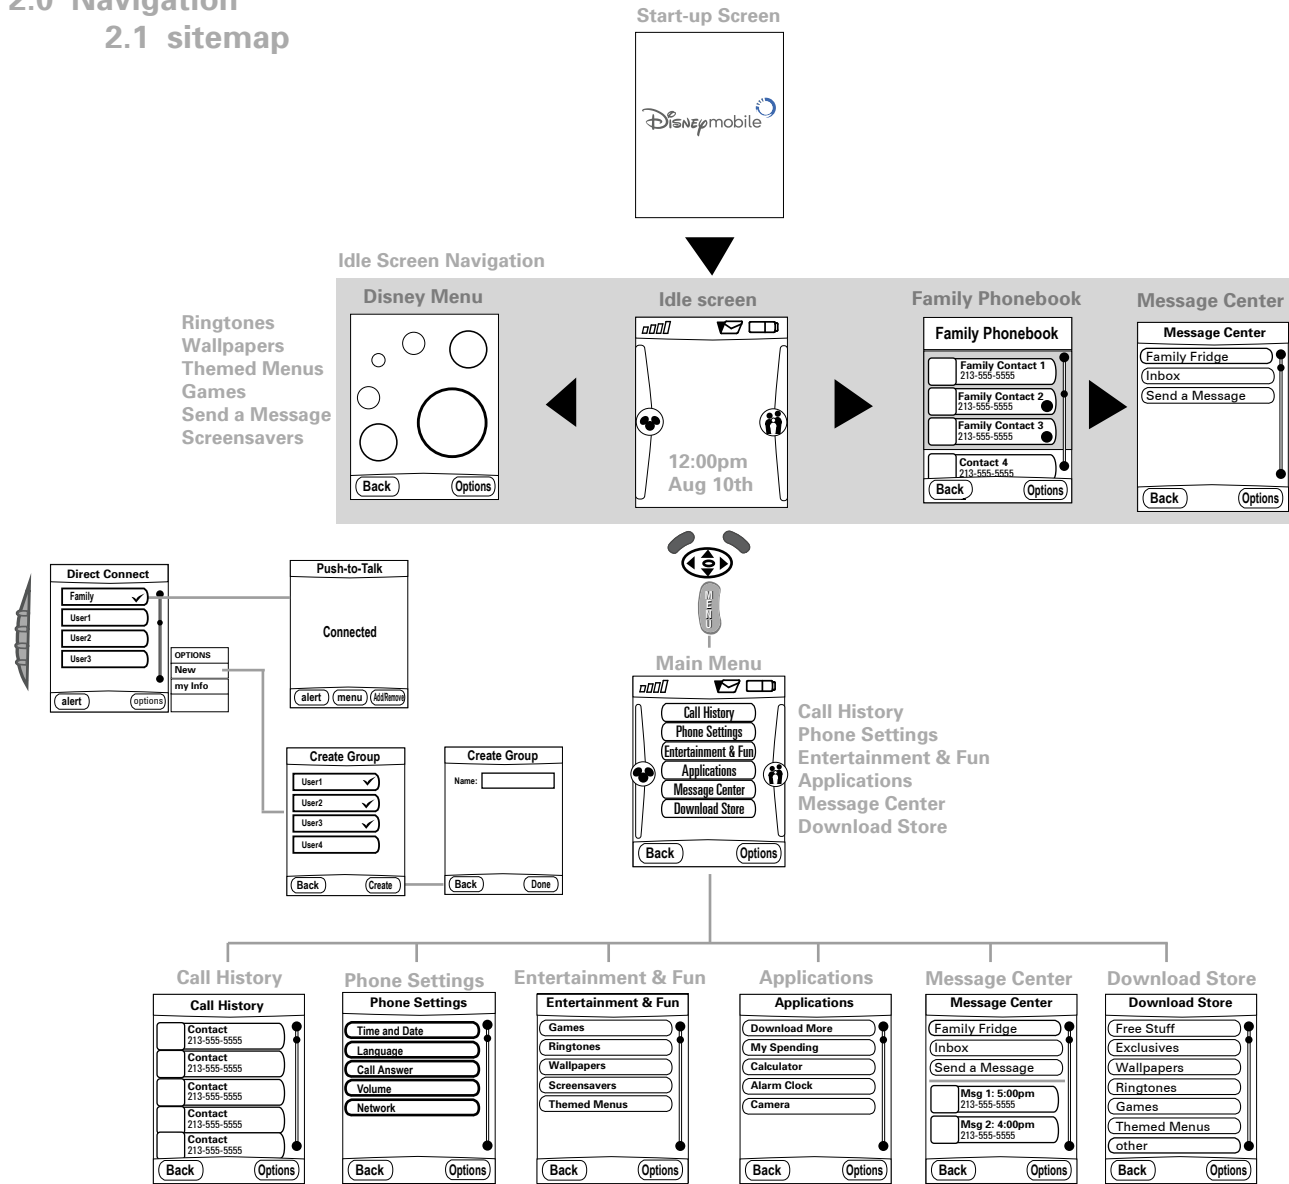 2.0 Navigation
2.1 sitemap
Start-up Screen
Disney mobile
Idle Screen Navigation
Disney Menu
Ringtones
Wallpapers
Themed Menus
Games
Send a Message
Screensavers
Back
Options
Idle screen
12:00pm
Aug 10th
Family Phonebook
Family Phonebook
Family Contact 1
213-555-5555
Family Contact 2
213-555-5555
Family Contact 3
213-555-5555
Contact 4
213-555-5555
Back
Options
Message Center
Message Center
Family Fridge
Inbox
Send a Message
Back
Options
MENU
Direct Connect
Family
User1
User2
User3
alert
options
OPTIONS
New
my Info
Push-to-Talk
Connected
alert
menu
Add/Remove
Create Group
User1
User2
User3
User4
Back
Create
Create Group
Name:
Back
Done
Main Menu
Call History
Phone Settings
Entertainment & Fun
Applications
Message Center
Download Store
Back
Options
Call History
Phone Settings
Entertainment & Fun
Applications
Message Center
Download Store
Call History
Call History
Contact
213-555-5555
Contact
213-555-5555
Contact
213-555-5555
Contact
213-555-5555
Contact
213-555-5555
Back
Options
Phone Settings
Phone Settings
Time and Date
Language
Call Answer
Volume
Network
Back
Options
Entertainment & Fun
Entertainment & Fun
Games
Ringtones
Wallpapers
Screensavers
Themed Menus
Back
Options
Applications
Applications
Download More
My Spending
Calculator
Alarm Clock
Camera
Back
Options
Message Center
Message Center
Family Fridge
Inbox
Send a Message
Msg 1: 5:00pm
213-555-5555
Msg 2: 4:00pm
213-555-5555
Back
Options
Download Store
Download Store
Free Stuff
Exclusives
Wallpapers
Ringtones
Games
Themed Menus
other
Back
Options